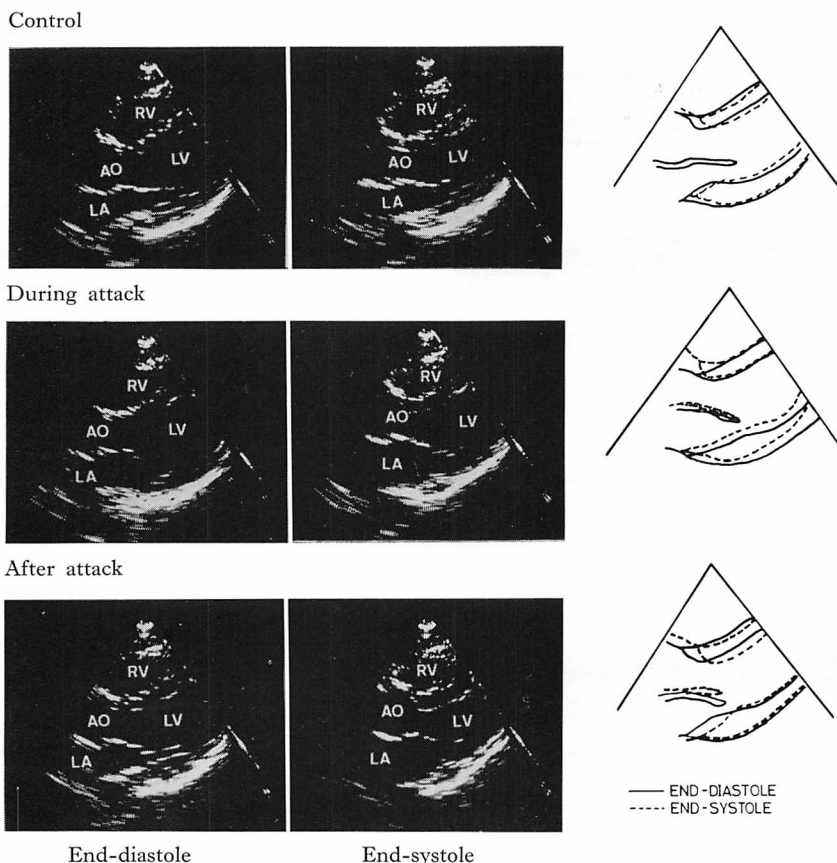 Control
RV
AO
LV
LA
RV
AO
LV
LA
During attack
RV
AO
LV
LA
RV
AO
LV
LA
After attack
RV
AO
LV
LA
RV
AO
LV
LA
END-DIASTOLE
END-SYSTOLE
End-diastole
End-systole